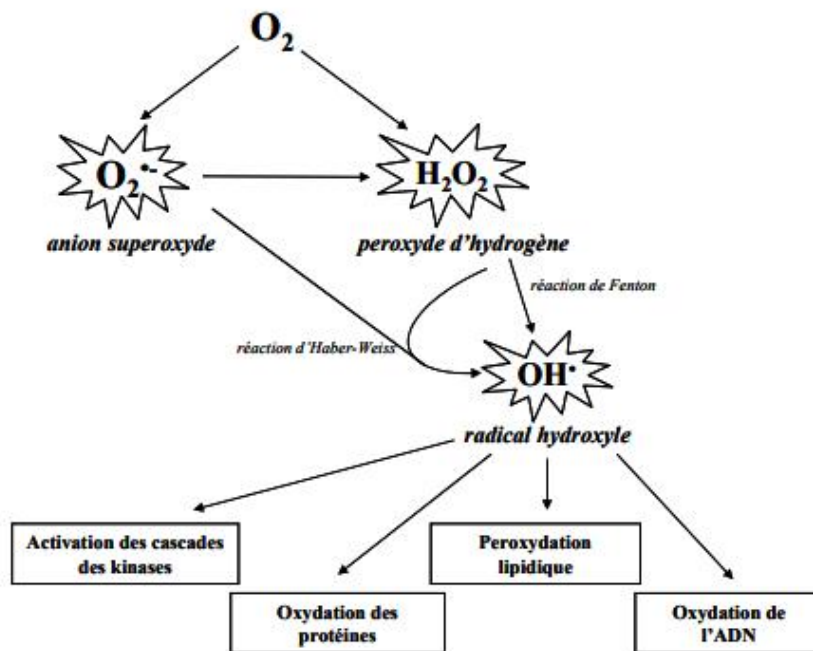 O₂
O₂•-
H₂O₂
anion superoxyde
peroxyde d'hydrogène
réaction de Fenton
réaction d'Haber-Weiss
OH•
radical hydroxyle
Activation des cascades
des kinases
Peroxydation
lipidique
Oxydation des
protéines
Oxydation de
l'ADN